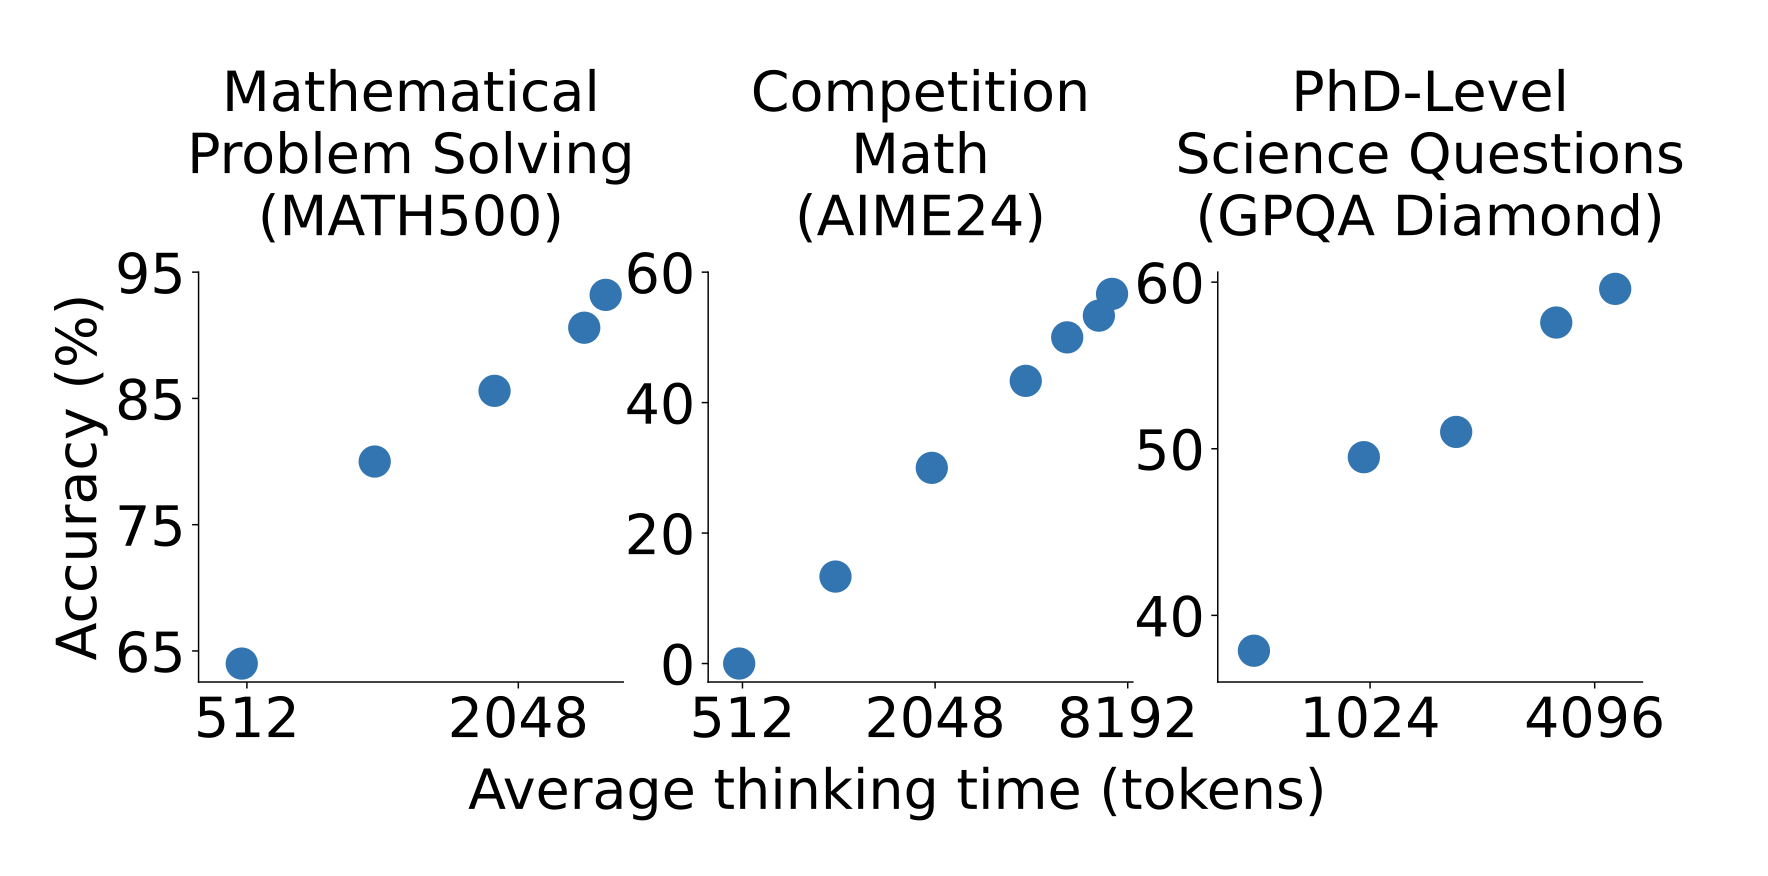 Mathematical
Problem Solving
(MATH500)
Competition
Math
(AIME24)
PhD-Level
Science Questions
(GPQA Diamond)
Accuracy (%)
95
85
75
65
512
2048
60
40
20
0
512
2048
8192
60
50
40
1024
4096
Average thinking time (tokens)